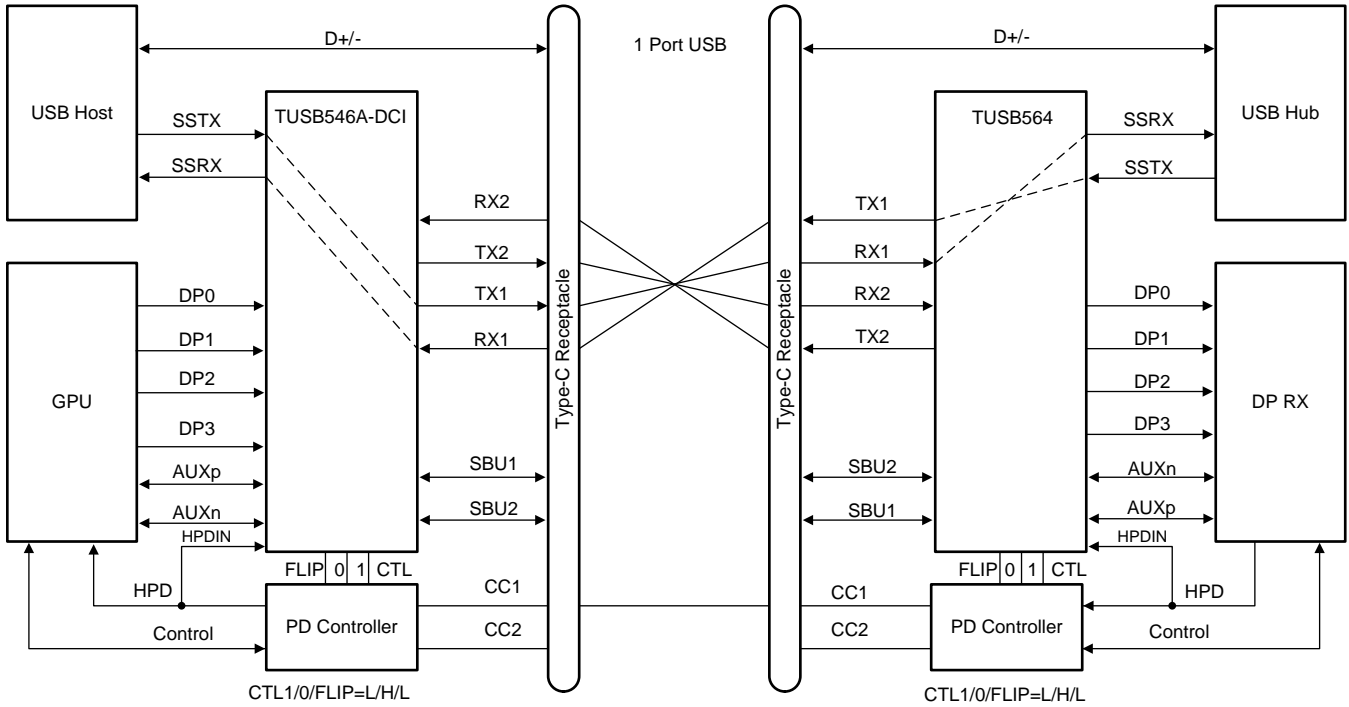 D+/-
1 Port USB
D+/-
USB Host
TUSB546A-DCI
TUSB564
USB Hub
SSTX
SSRX
SSRX
SSTX
RX2
TX2
TX1
RX1
TX1
RX1
RX2
TX2
Type-C Receptacle
Type-C Receptacle
GPU
DP0
DP1
DP2
DP3
AUXp
AUXn
HPDIN
DP0
DP1
DP2
DP3
AUXn
AUXp
HPDIN
DP RX
SBU1
SBU2
SBU2
SBU1
FLIP 0 1 CTL
FLIP 0 1 CTL
HPD
Control
PD Controller
CC1
CC2
CC1
CC2
PD Controller
HPD
Control
CTL1/0/FLIP=L/H/L
CTL1/0/FLIP=L/H/L